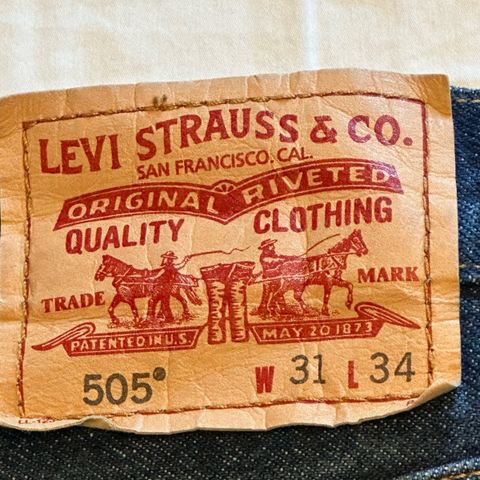 LEVI STRAUSS & CO.
SAN FRANCISCO, CAL.
ORIGINAL RIVETED
QUALITY CLOTHING
TRADE MARK
PATENTED IN U.S. MAY 20 1873
505® W 31 L 34